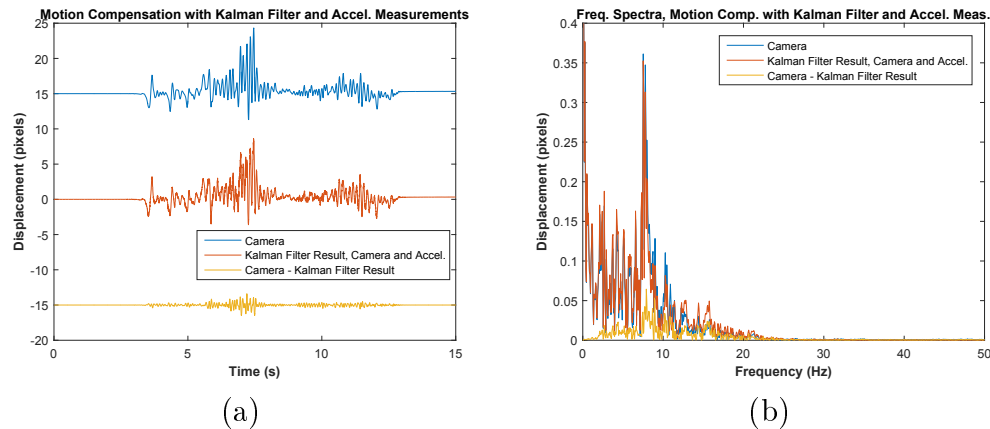 Motion Compensation with Kalman Filter and Accel. Measurements
25
20
15
10
5
0
-5
-10
-15
-20
Displacement (pixels)
Camera
Kalman Filter Result, Camera and Accel.
Camera - Kalman Filter Result
0 5 10 15
Time (s)
(a)
Freq. Spectra, Motion Comp. with Kalman Filter and Accel. Meas.
0.4
0.35
0.3
0.25
0.2
0.15
0.1
0.05
0
Displacement (pixels)
Camera
Kalman Filter Result, Camera and Accel.
Camera - Kalman Filter Result
0 10 20 30 40 50
Frequency (Hz)
(b)